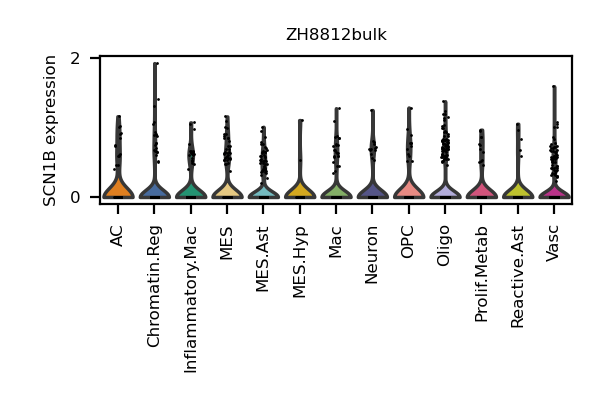 ZH8812bulk
SCN1B expression
2
0
AC
Chromatin.Reg
Inflammatory.Mac
MES
MES.Ast
MES.Hyp
Mac
Neuron
OPC
Oligo
Prolif.Metab
Reactive.Ast
Vasc